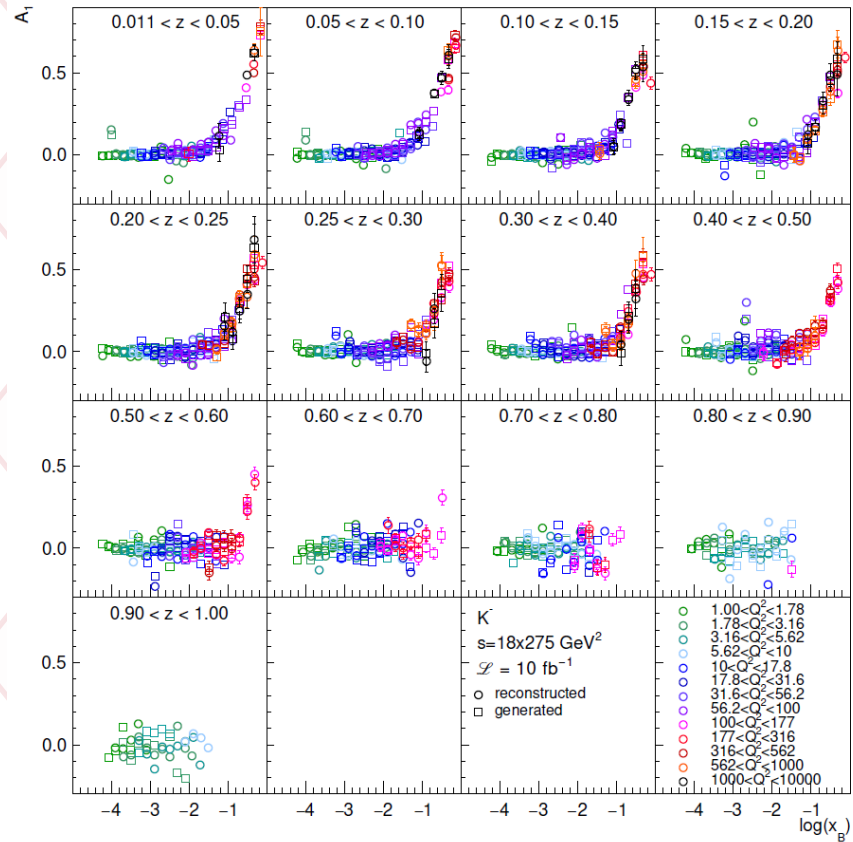 A₁
0.011 < z < 0.05
0.05 < z < 0.10
0.10 < z < 0.15
0.15 < z < 0.20
0.5
0.0
0.20 < z < 0.25
0.25 < z < 0.30
0.30 < z < 0.40
0.40 < z < 0.50
0.5
0.0
0.50 < z < 0.60
0.60 < z < 0.70
0.70 < z < 0.80
0.80 < z < 0.90
0.5
0.0
0.90 < z < 1.00
0.5
0.0
K⁻
s=18x275 GeV²
ℒ = 10 fb⁻¹
reconstructed
generated
1.00<Q²<1.78
1.78<Q²<3.16
3.16<Q²<5.62
5.62<Q²<10
10<Q²<17.8
17.8<Q²<31.6
31.6<Q²<56.2
56.2<Q²<100
100<Q²<177
177<Q²<316
316<Q²<562
562<Q²<1000
1000<Q²<10000
−4 −3 −2 −1 −4 −3 −2 −1 −4 −3 −2 −1 −4 −3 −2 −1 0
log(x_B)